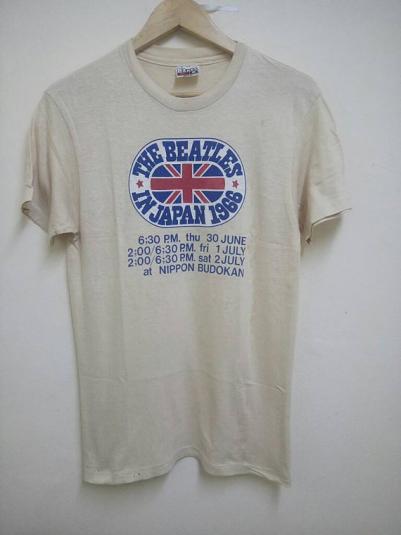 THE BEATLES
IN JAPAN 1966
6:30 P.M. thu 30 JUNE
2:00/6:30 P.M. fri 1 JULY
2:00/6:30 P.M. sat 2 JULY
at NIPPON BUDOKAN